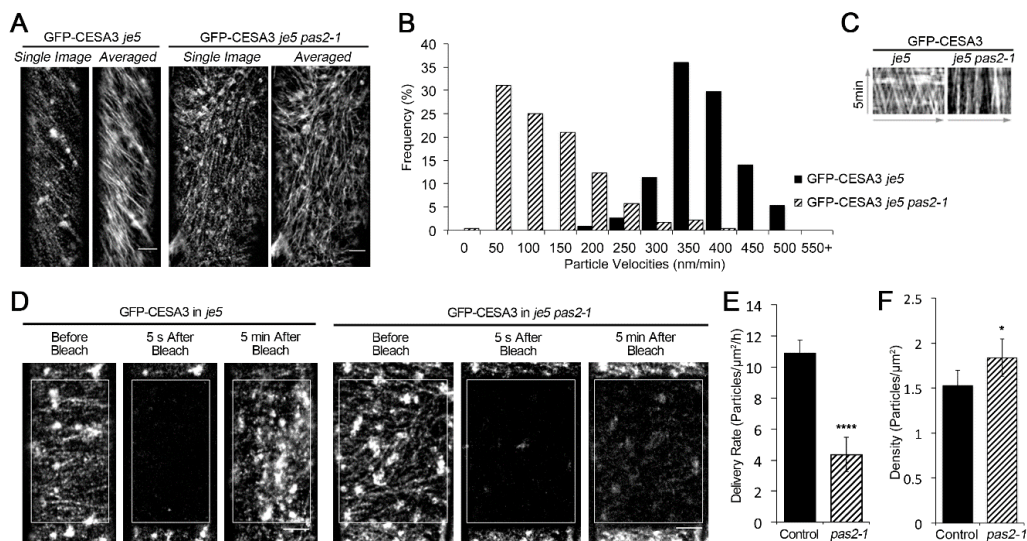 A
GFP-CESA3 je5
GFP-CESA3 je5 pas2-1
Single Image
Averaged
Single Image
Averaged
B
Frequency (%)
40
35
30
25
20
15
10
5
0
0 50 100 150 200 250 300 350 400 450 500 550+
Particle Velocities (nm/min)
GFP-CESA3 je5
GFP-CESA3 je5 pas2-1
C
GFP-CESA3
je5
je5 pas2-1
5min
D
GFP-CESA3 in je5
GFP-CESA3 in je5 pas2-1
Before
Bleach
5 s After
Bleach
5 min After
Bleach
Before
Bleach
5 s After
Bleach
5 min After
Bleach
E
Delivery Rate (Particles/µm²/h)
14
12
10
8
6
4
2
0
****
Control
pas2-1
F
Density (Particles/µm²)
2.5
2
1.5
1
0.5
0
*
Control
pas2-1